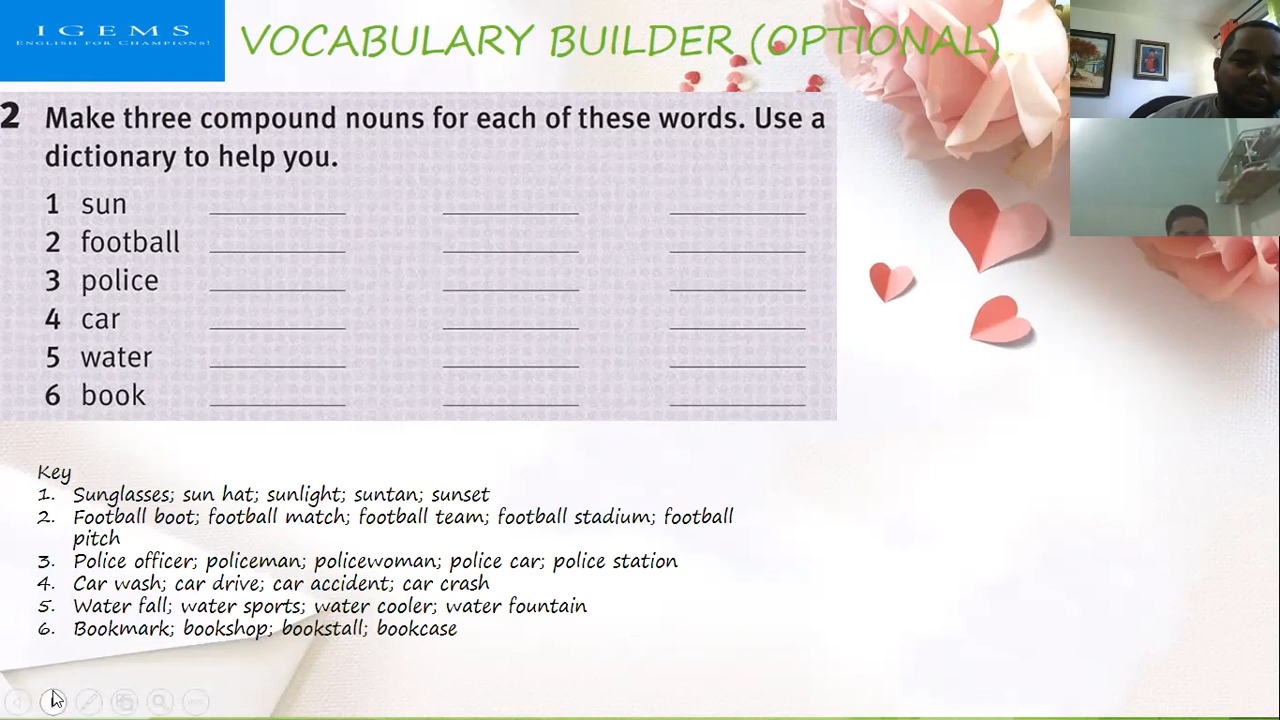 I G E M S
ENGLISH FOR CHAMPIONS!
VOCABULARY BUILDER (OPTIONAL)
2 Make three compound nouns for each of these words. Use a
dictionary to help you.
1 sun
2 football
3 police
4 car
5 water
6 book
Key
1. Sunglasses; sun hat; sunlight; suntan; sunset
2. Football boot; football match; football team; football stadium; football
pitch
3. Police officer; policeman; policewoman; police car; police station
4. Car wash; car drive; car accident; car crash
5. Water fall; water sports; water cooler; water fountain
6. Bookmark; bookshop; bookstall; bookcase